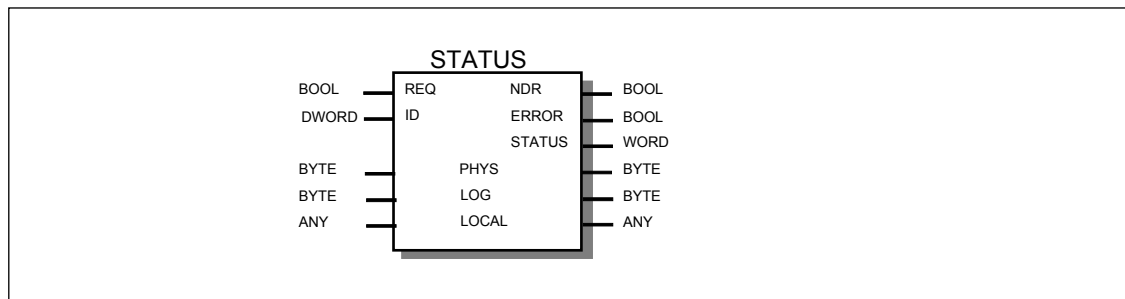 STATUS
BOOL REQ NDR BOOL
DWORD ID ERROR BOOL
STATUS WORD
BYTE PHYS BYTE
BYTE LOG BYTE
ANY LOCAL ANY